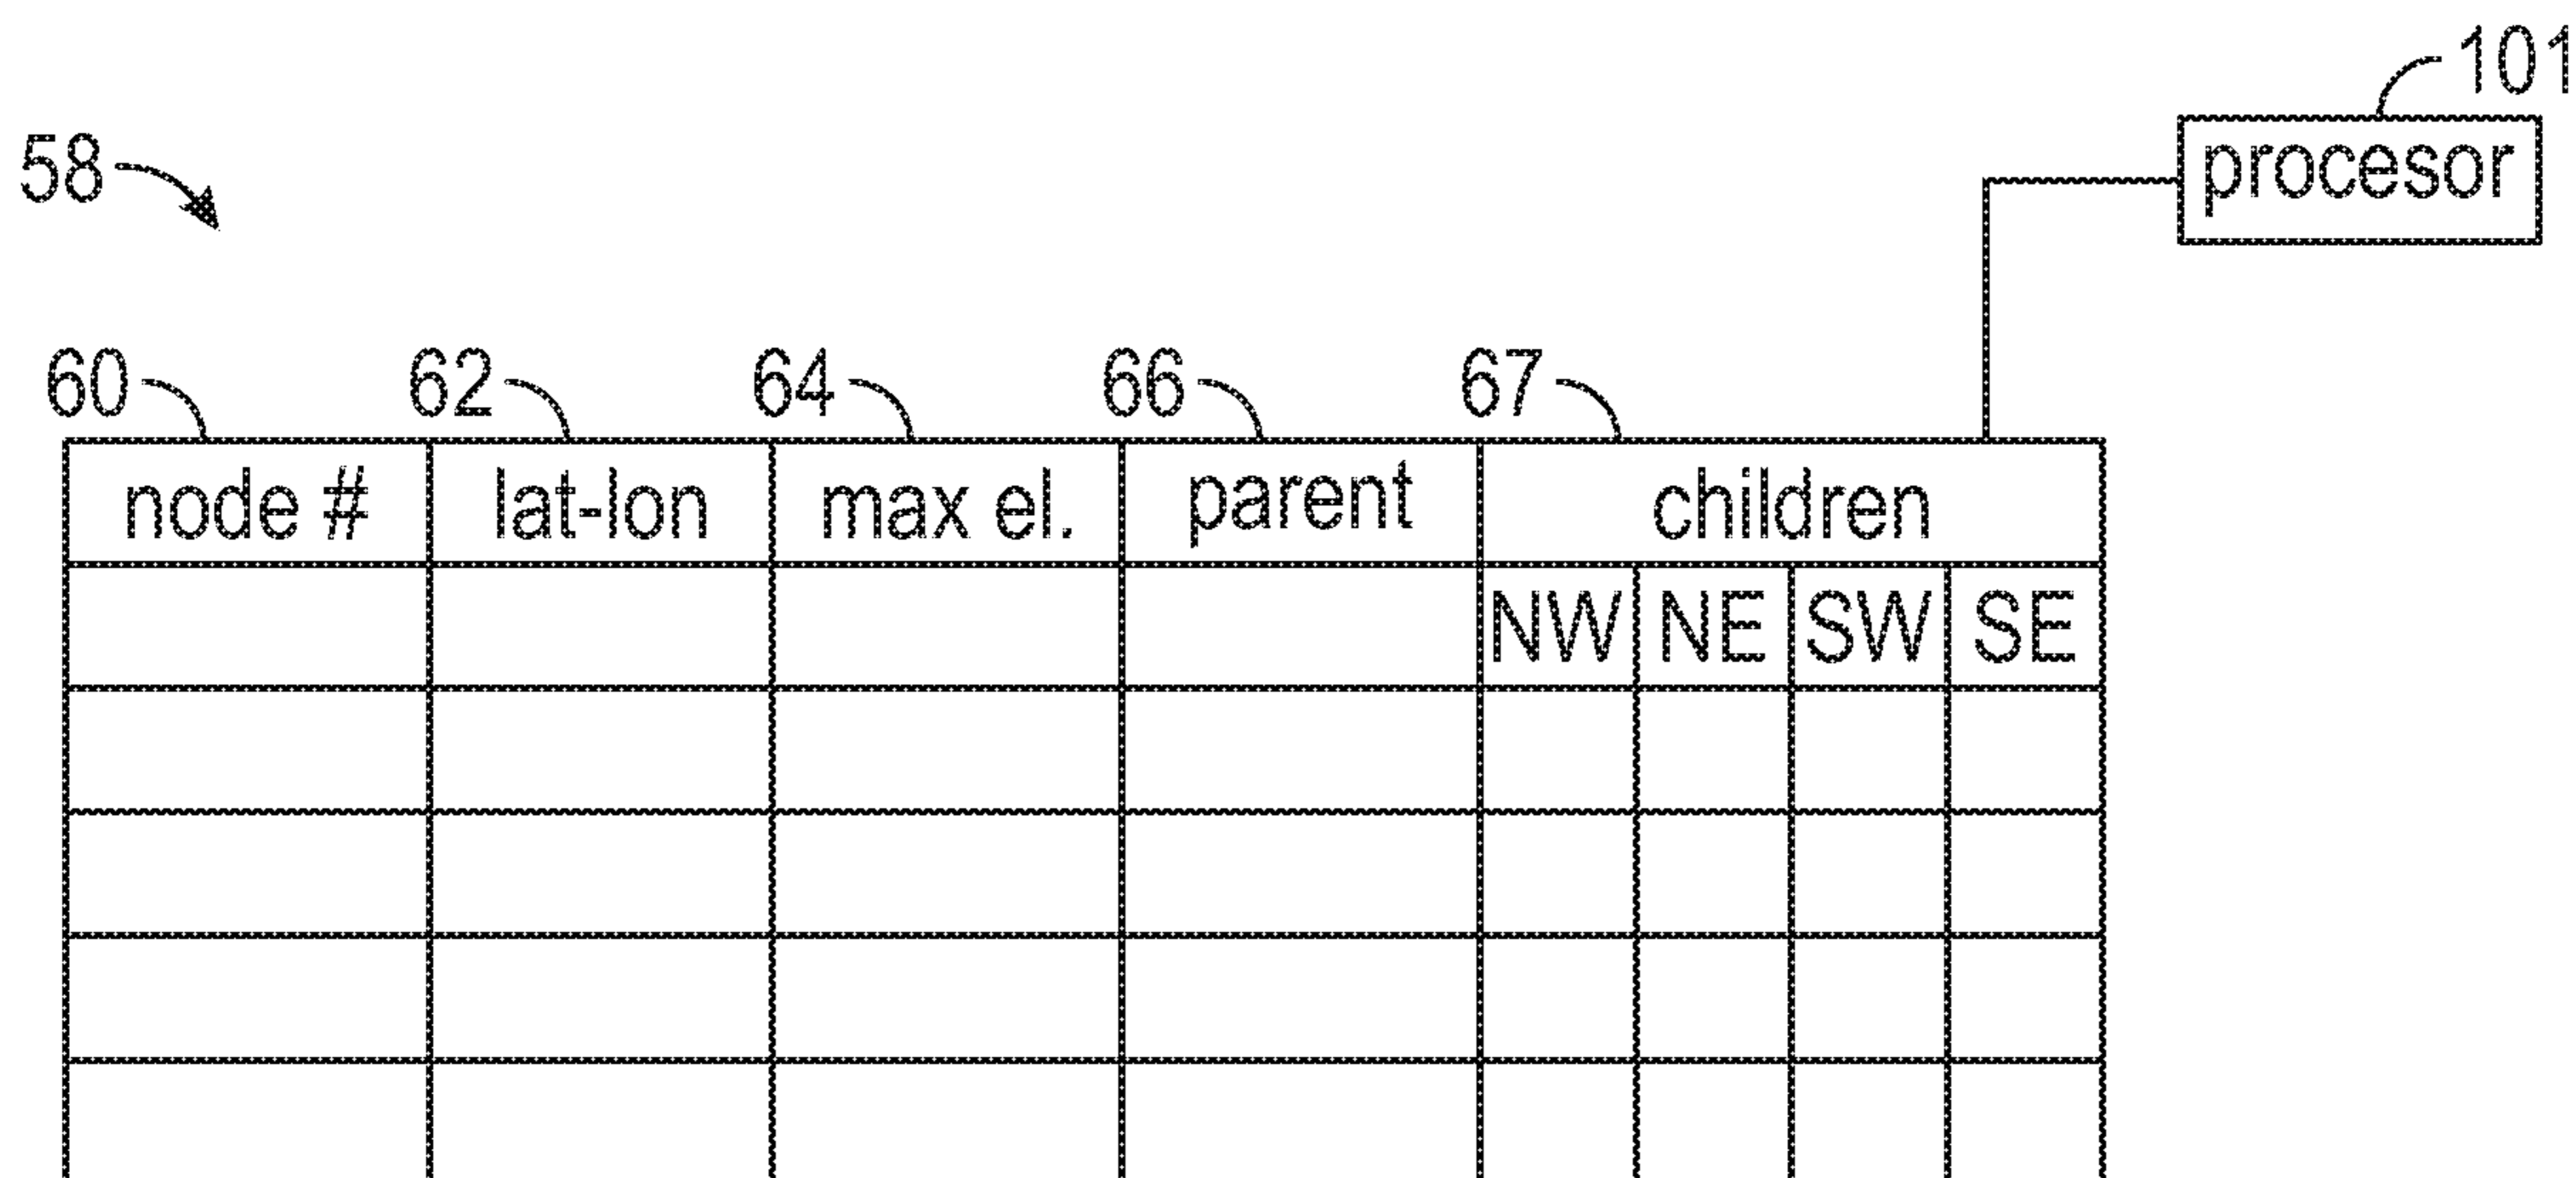 101
58
procesor
60 62 64 66 67
node # lat-lon max el. parent children
NW NE SW SE